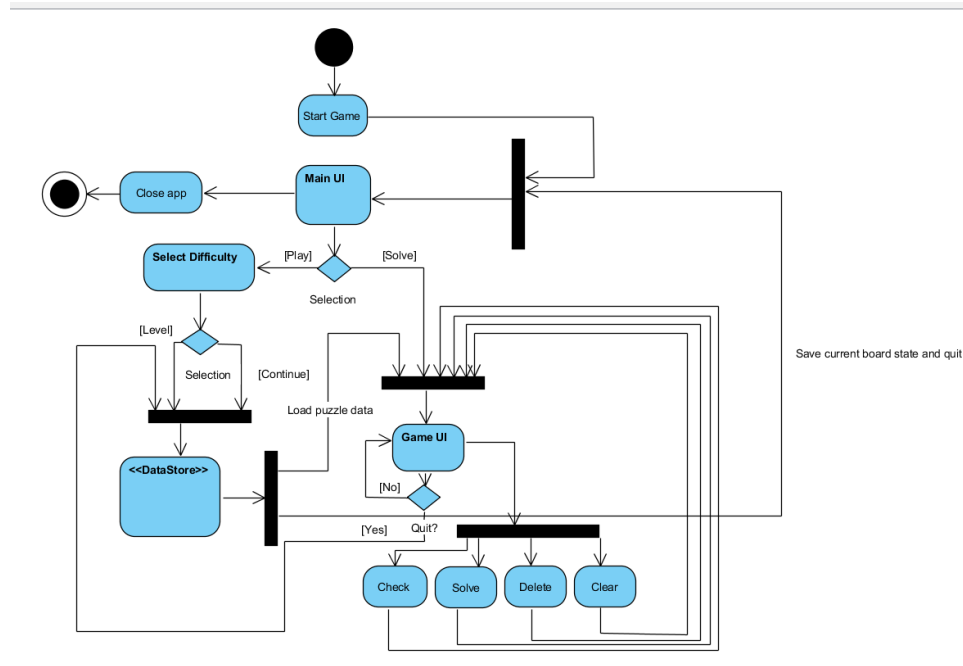 Start Game
Main UI
Close app
Select Difficulty
[Play]
[Solve]
Selection
[Level]
Selection
[Continue]
Save current board state and quit
Load puzzle data
Game UI
<<DataStore>>
[No]
[Yes]
Quit?
Check
Solve
Delete
Clear